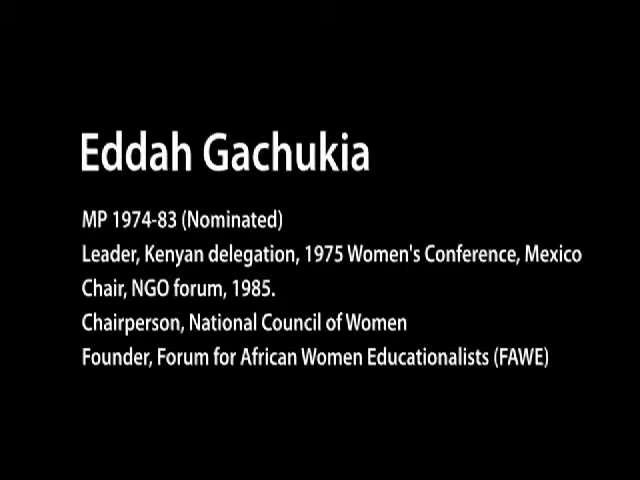 Eddah Gachukia
MP 1974-83 (Nominated)
Leader, Kenyan delegation, 1975 Women's Conference, Mexico
Chair, NGO forum, 1985.
Chairperson, National Council of Women
Founder, Forum for African Women Educationalists (FAWE)